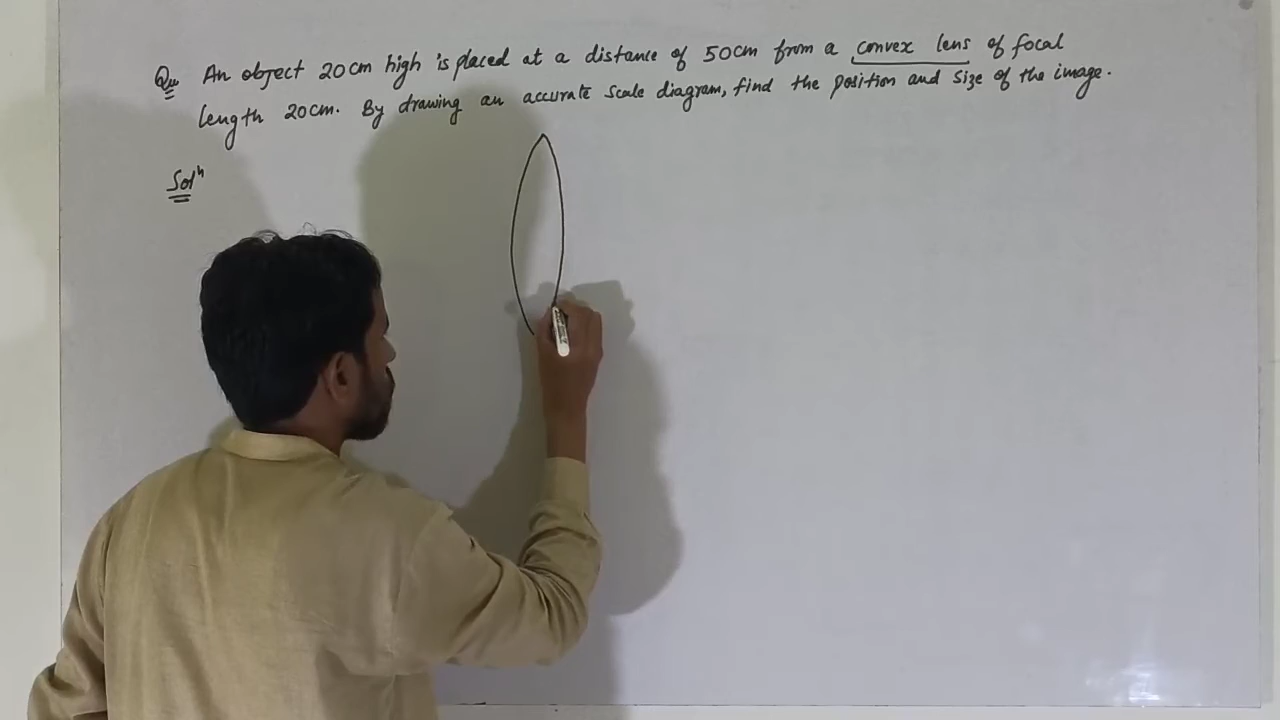 Qu An object 20cm high is placed at a distance of 50cm from a convex lens of focal
length 20cm. By drawing an accurate scale diagram, find the position and size of the image.
Solⁿ